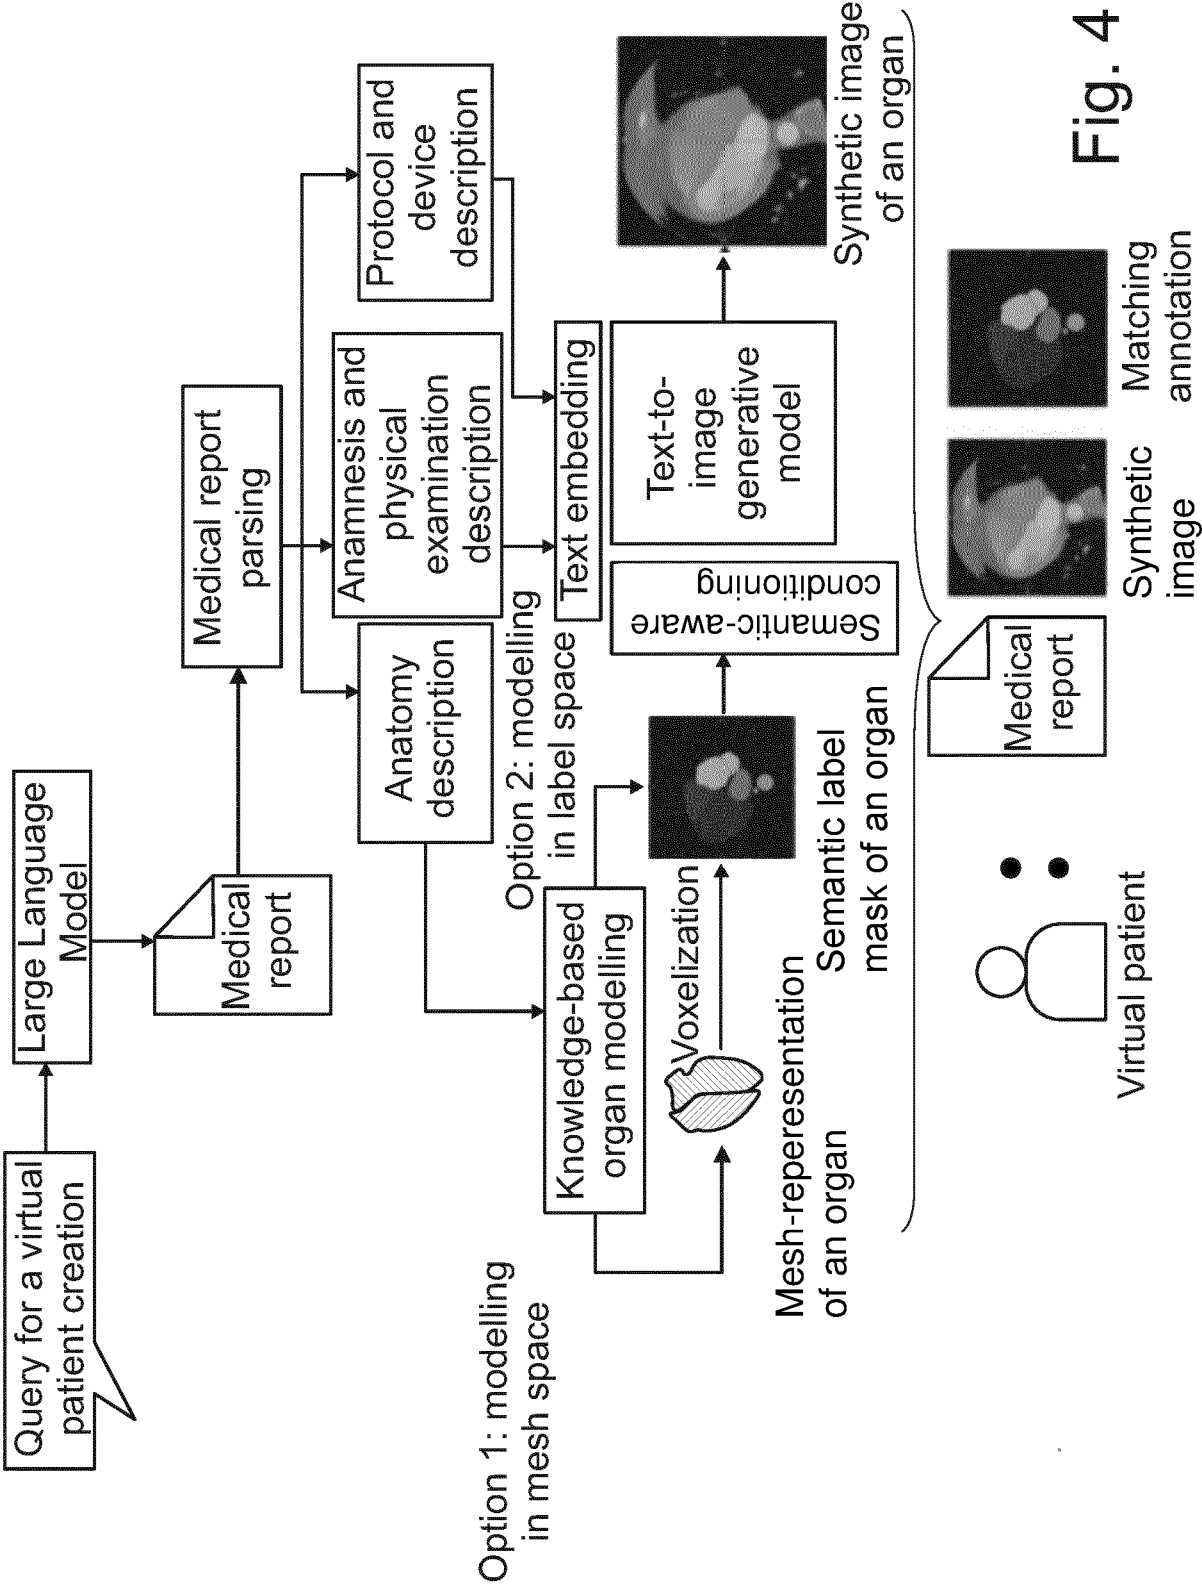 Query for a virtual
patient creation
Large Language
Model
Medical
report
Medical report
parsing
Anatomy
description
Anamnesis and
physical
examination
description
Protocol and
device
description
Option 1: modelling
in mesh space
Option 2: modelling
in label space
Text embedding
Knowledge-based
organ modelling
Voxelization
Semantic-aware
conditioning
Text-to-
image
generative
model
Mesh-reperesentation
of an organ
Semantic label
mask of an organ
Synthetic image
of an organ
Virtual patient
:
Medical
report
Synthetic
image
Matching
annotation
Fig. 4